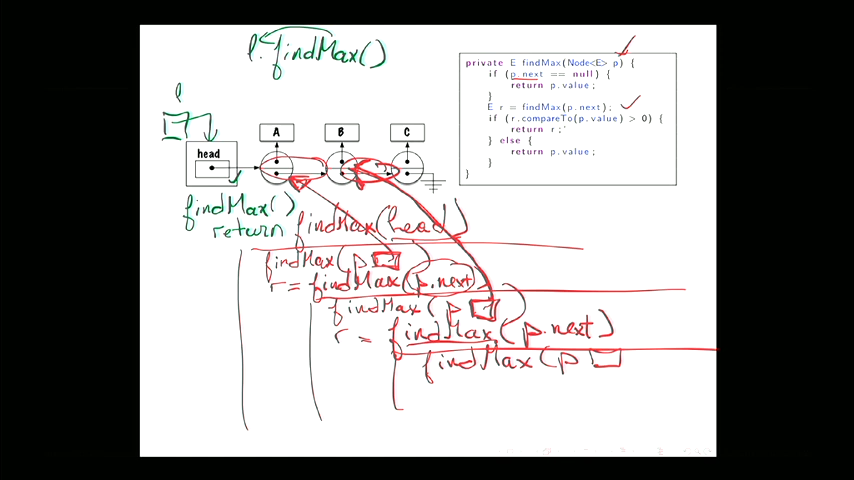 l.findMax()
private E findMax(Node<E> p) {
if (p.next == null) {
return p.value;
}
E r = findMax(p.next);
if (r.compareTo(p.value) > 0) {
return r;
} else {
return p.value;
}
}
l
A B C
head
findMax()
return findMax(head)
findMax(p )
r = findMax(p.next)
findMax(p )
r = findMax(p.next)
findMax(p